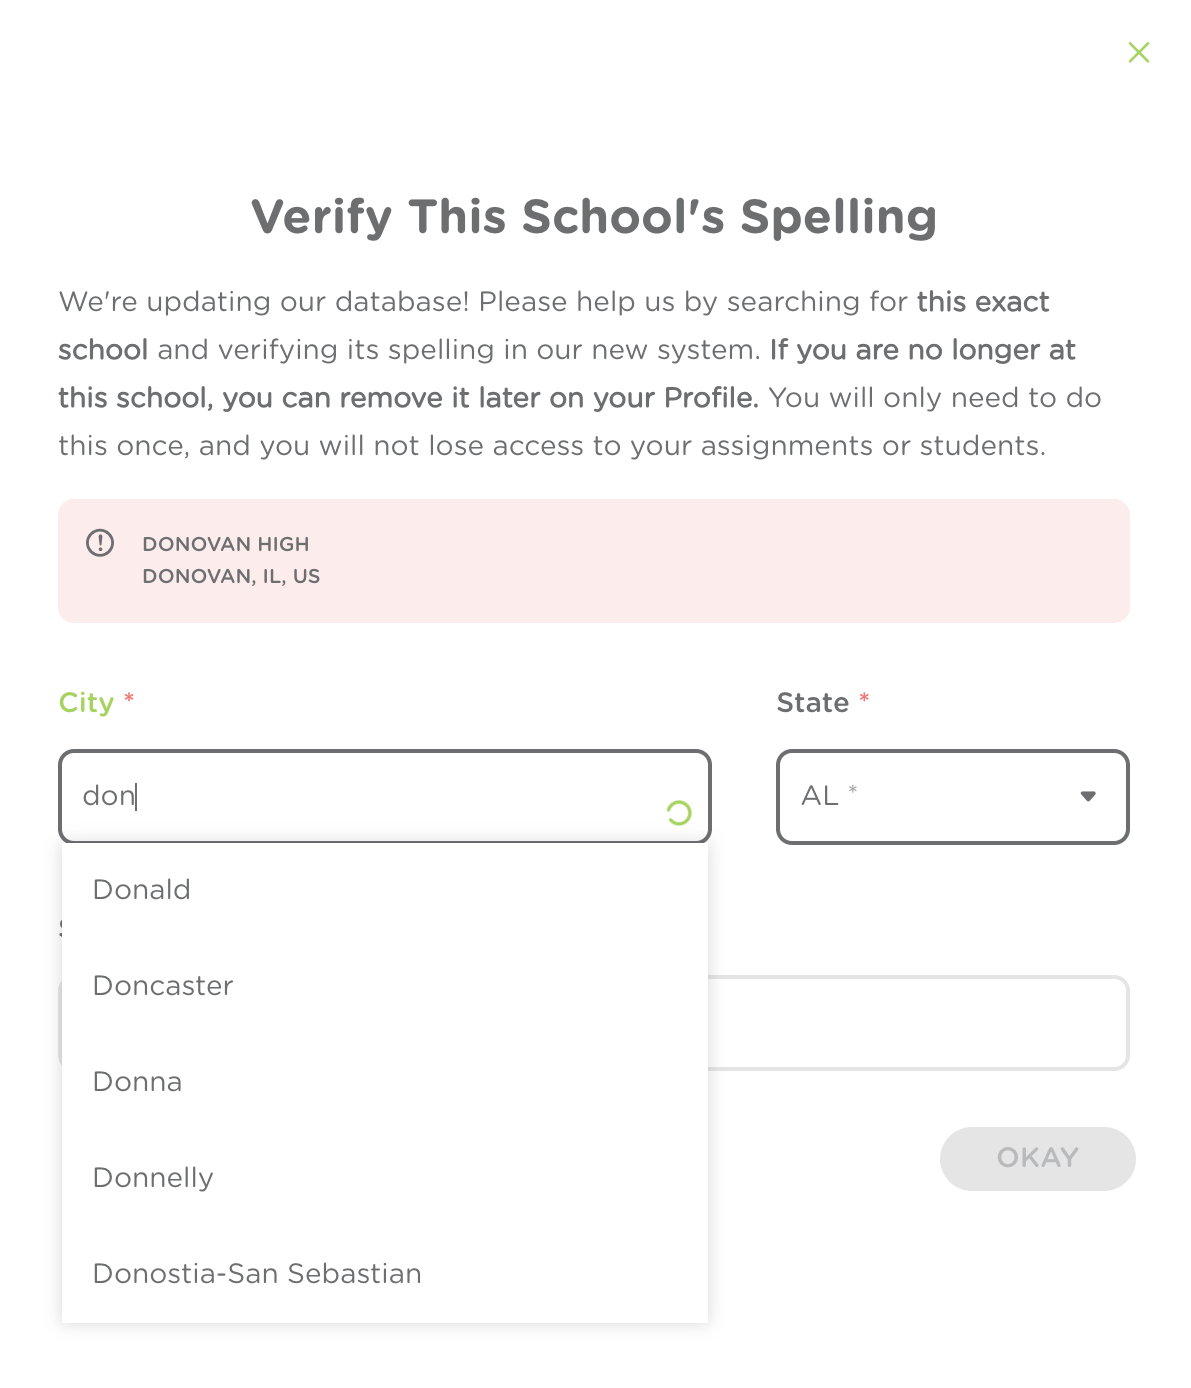 Verify This School's Spelling
We're updating our database! Please help us by searching for this exact
school and verifying its spelling in our new system. If you are no longer at
this school, you can remove it later on your Profile. You will only need to do
this once, and you will not lose access to your assignments or students.
DONOVAN HIGH
DONOVAN, IL, US
City *
State *
don
AL *
Donald
Doncaster
Donna
Donnelly
Donostia-San Sebastian
OKAY